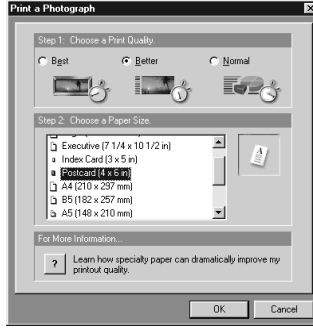 Print a Photograph
Step 1: Choose a Print Quality.
Best
Better
Normal
Step 2: Choose a Paper Size.
Executive (7 1/4 x 10 1/2 in)
Index Card (3 x 5 in)
Postcard (4 x 6 in)
A4 (210 x 297 mm)
B5 (182 x 257 mm)
A5 (148 x 210 mm)
For More Information...
? Learn how specialty paper can dramatically improve my
printout quality.
OK Cancel